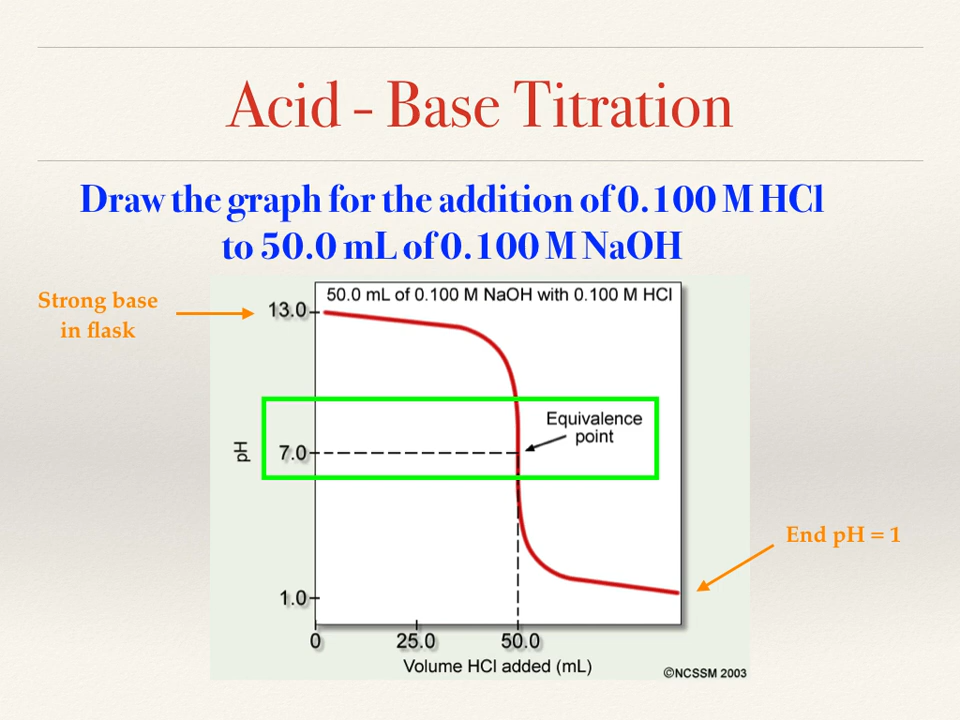 Acid - Base Titration
Draw the graph for the addition of 0.100 M HCl
to 50.0 mL of 0.100 M NaOH
Strong base
in flask
50.0 mL of 0.100 M NaOH with 0.100 M HCl
13.0
Equivalence
point
pH
7.0
End pH = 1
1.0
0
25.0
50.0
Volume HCl added (mL)
©NCSSM 2003